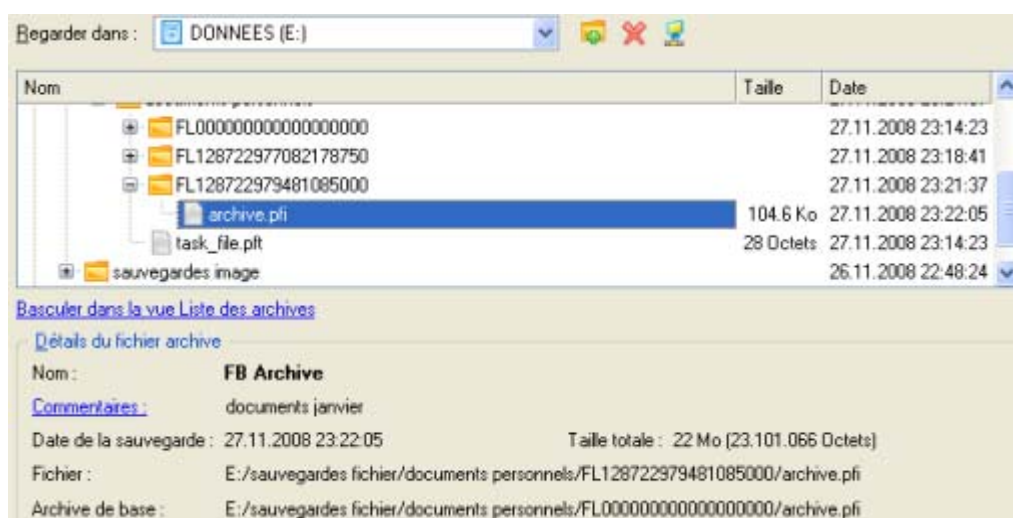 Regarder dans : DONNEES (E:)
Nom Taille Date
documents personnels
FL000000000000000000 27.11.2008 23:14:23
FL128722977082178750 27.11.2008 23:18:41
FL128722979481085000 27.11.2008 23:21:37
archive.pfi 104.6 Ko 27.11.2008 23:22:05
task_file.pft 28 Octets 27.11.2008 23:14:23
sauvegardes image 26.11.2008 22:48:24
Basculer dans la vue Liste des archives
Détails du fichier archive
Nom : FB Archive
Commentaires : documents janvier
Date de la sauvegarde : 27.11.2008 23:22:05 Taille totale : 22 Mo (23.101.066 Octets)
Fichier : E:/sauvegardes fichier/documents personnels/FL128722979481085000/archive.pfi
Archive de base : E:/sauvegardes fichier/documents personnels/FL000000000000000000/archive.pfi